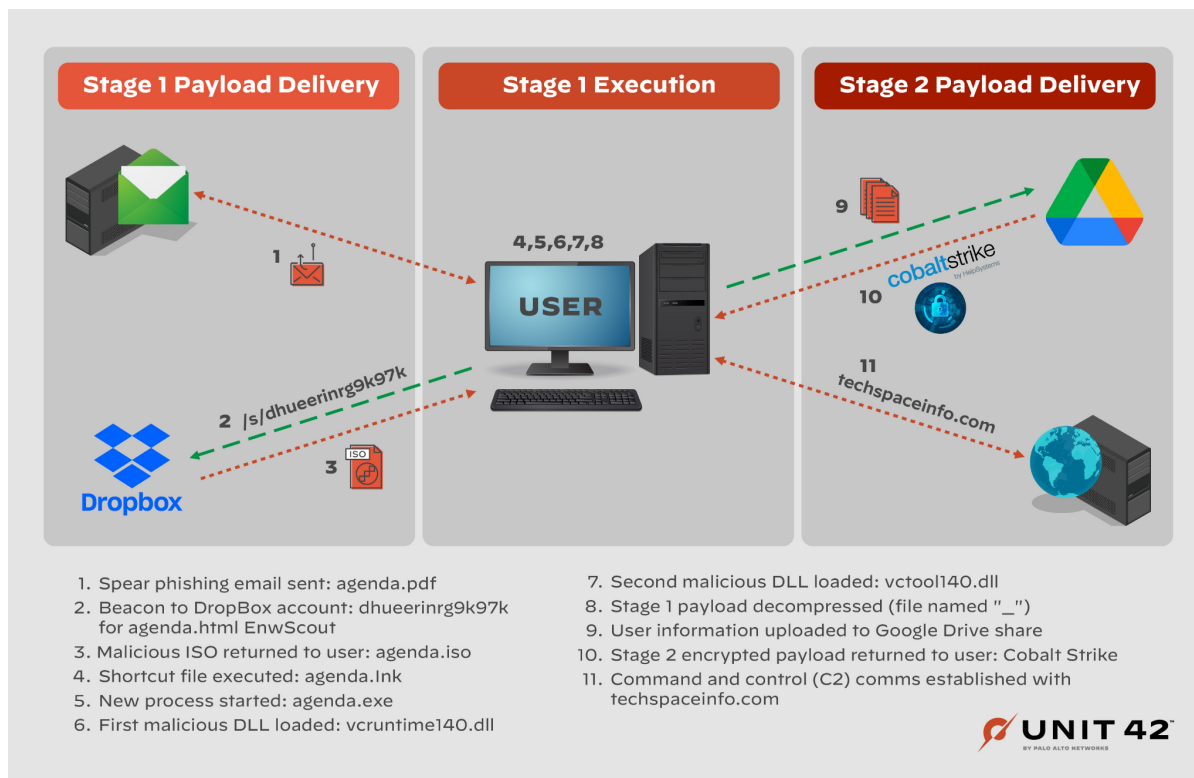 Stage 1 Payload Delivery
Stage 1 Execution
Stage 2 Payload Delivery
1
2 /s/dhueerinrg9k97k
3
ISO
Dropbox
4,5,6,7,8
USER
9
cobaltstrike
by HelpSystems
10
11
techspaceinfo.com
1. Spear phishing email sent: agenda.pdf
2. Beacon to DropBox account: dhueerinrg9k97k
for agenda.html EnwScout
3. Malicious ISO returned to user: agenda.iso
4. Shortcut file executed: agenda.lnk
5. New process started: agenda.exe
6. First malicious DLL loaded: vcruntime140.dll
7. Second malicious DLL loaded: vctool140.dll
8. Stage 1 payload decompressed (file named "_")
9. User information uploaded to Google Drive share
10. Stage 2 encrypted payload returned to user: Cobalt Strike
11. Command and control (C2) comms established with
techspaceinfo.com
UNIT 42™
BY PALO ALTO NETWORKS